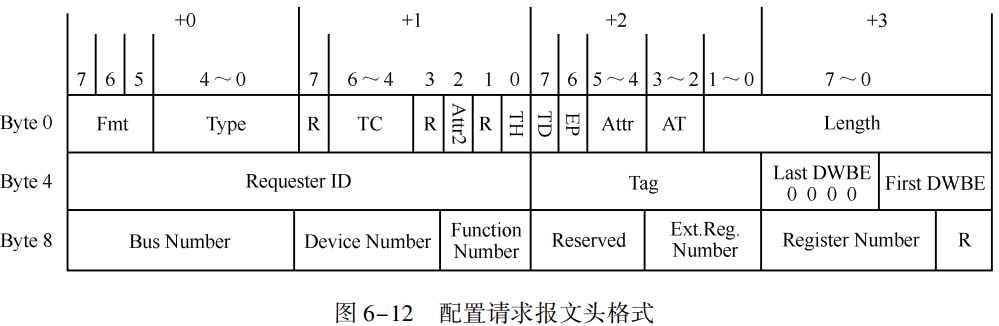 +0 +1 +2 +3
7 6 5 4～0 7 6～4 3 2 1 0 7 6 5～4 3～2 1～0 7～0
Byte 0 Fmt Type R TC R Attr2 R TH TD EP Attr AT Length
Byte 4 Requester ID Tag Last DWBE 0 0 0 0 First DWBE
Byte 8 Bus Number Device Number Function Number Reserved Ext.Reg. Number Register Number R
图 6-12 配置请求报文头格式